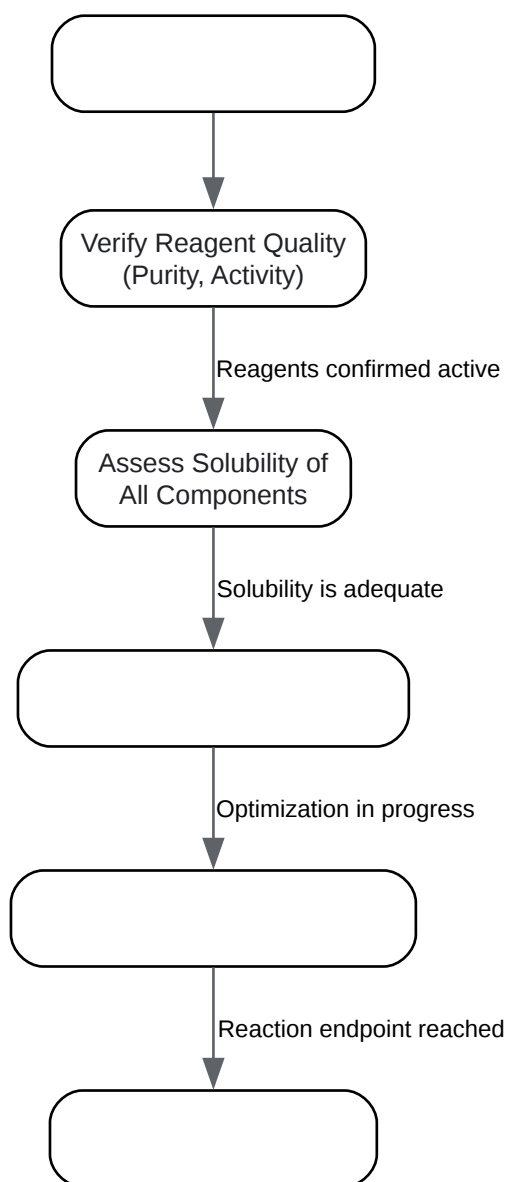 Verify Reagent Quality
(Purity, Activity)
Reagents confirmed active
Assess Solubility of
All Components
Solubility is adequate
Optimization in progress
Reaction endpoint reached